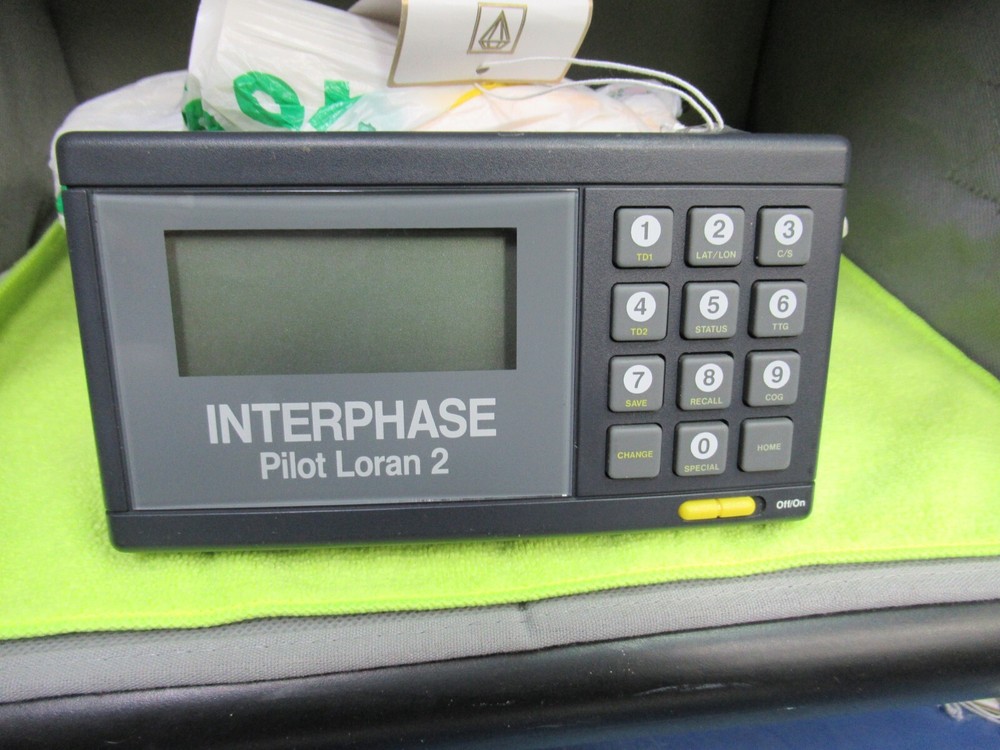 INTERPHASE
Pilot Loran 2
1 2 3
TD1 LAT/LON C/S
4 5 6
TD2 STATUS TTG
7 8 9
SAVE RECALL COG
CHANGE 0 HOME
SPECIAL
Off/On